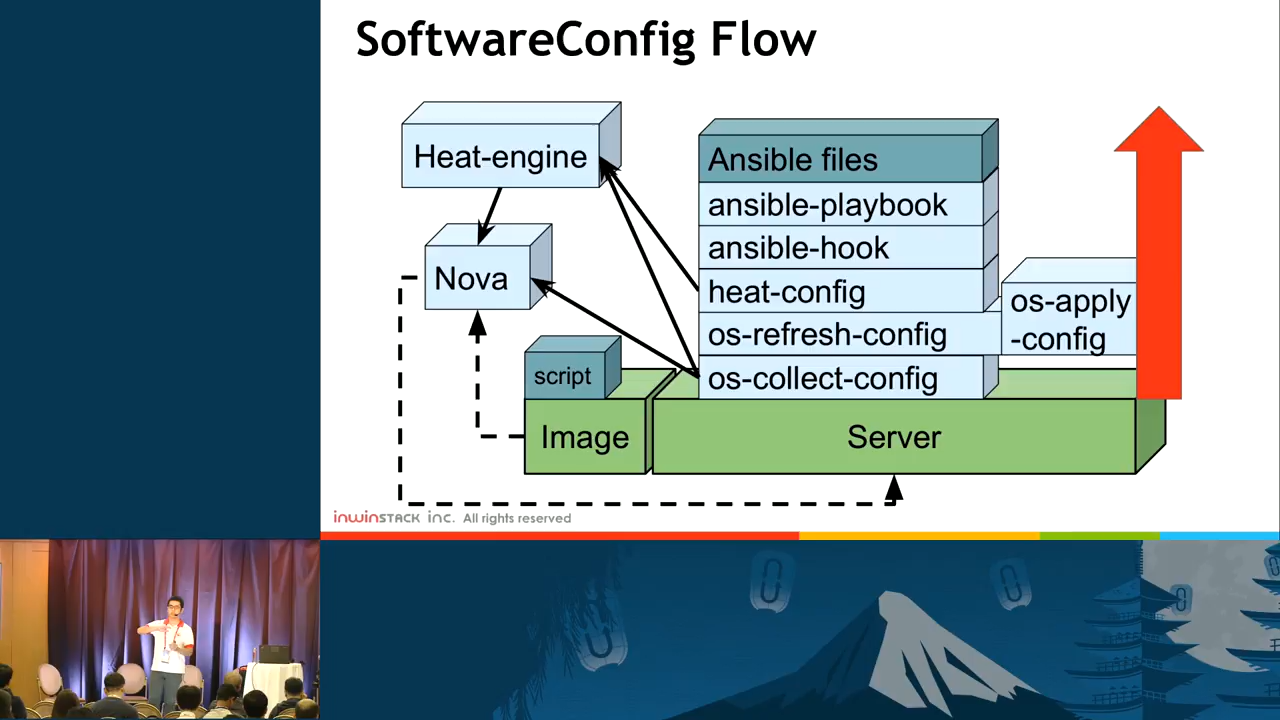 SoftwareConfig Flow
Heat-engine
Nova
script
Image
Ansible files
ansible-playbook
ansible-hook
heat-config
os-refresh-config
os-collect-config
os-apply
-config
Server
inwinSTACK inc. All rights reserved